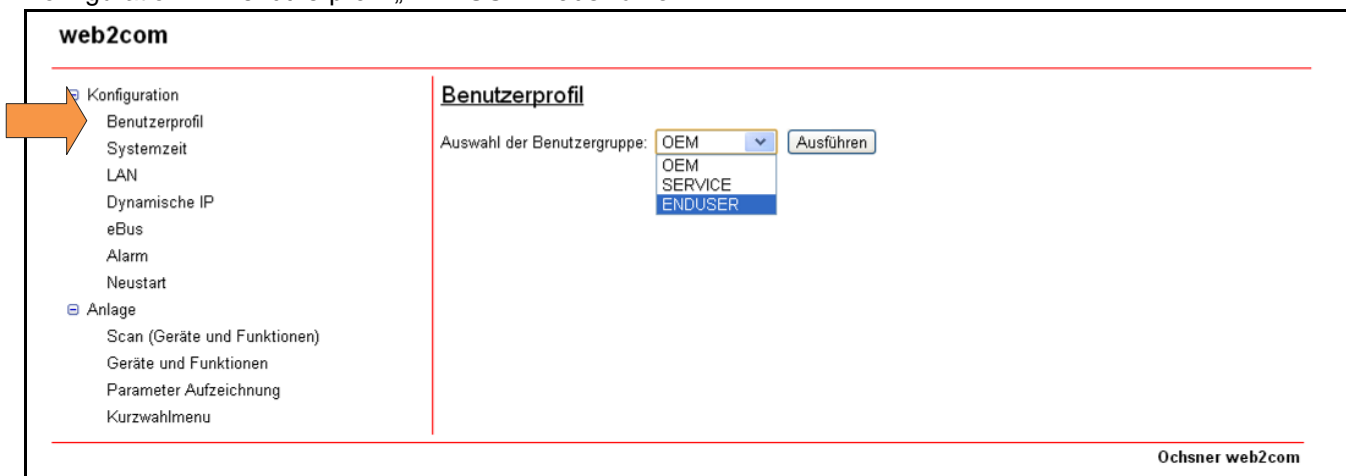 web2com
Konfiguration
Benutzerprofil
Systemzeit
LAN
Dynamische IP
eBus
Alarm
Neustart
Anlage
Scan (Geräte und Funktionen)
Geräte und Funktionen
Parameter Aufzeichnung
Kurzwahlmenu
Benutzerprofil
Auswahl der Benutzergruppe: OEM Ausführen
OEM
SERVICE
ENDUSER
Ochsner web2com